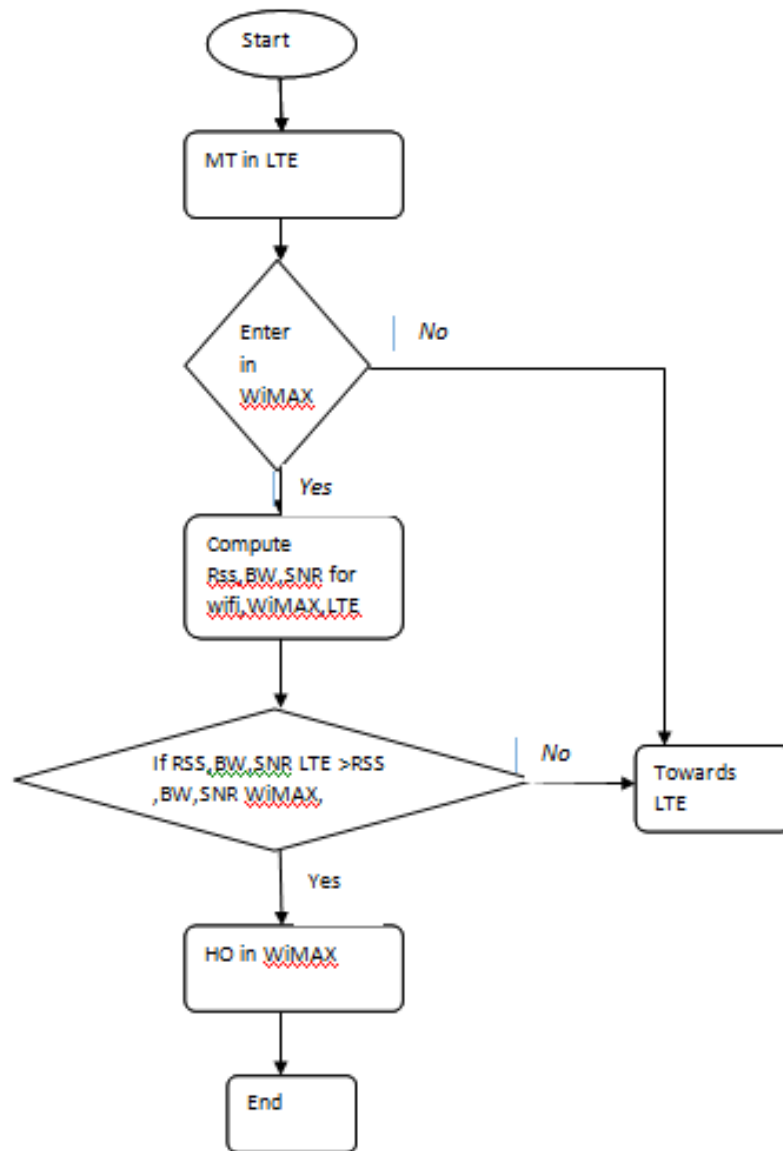 Start
MT in LTE
Enter
in
WiMAX
No
Yes
Compute
Rss,BW,SNR for
wifi,WiMAX,LTE
If RSS,BW,SNR LTE >RSS
,BW,SNR WiMAX,
No
Towards
LTE
Yes
HO in WiMAX
End